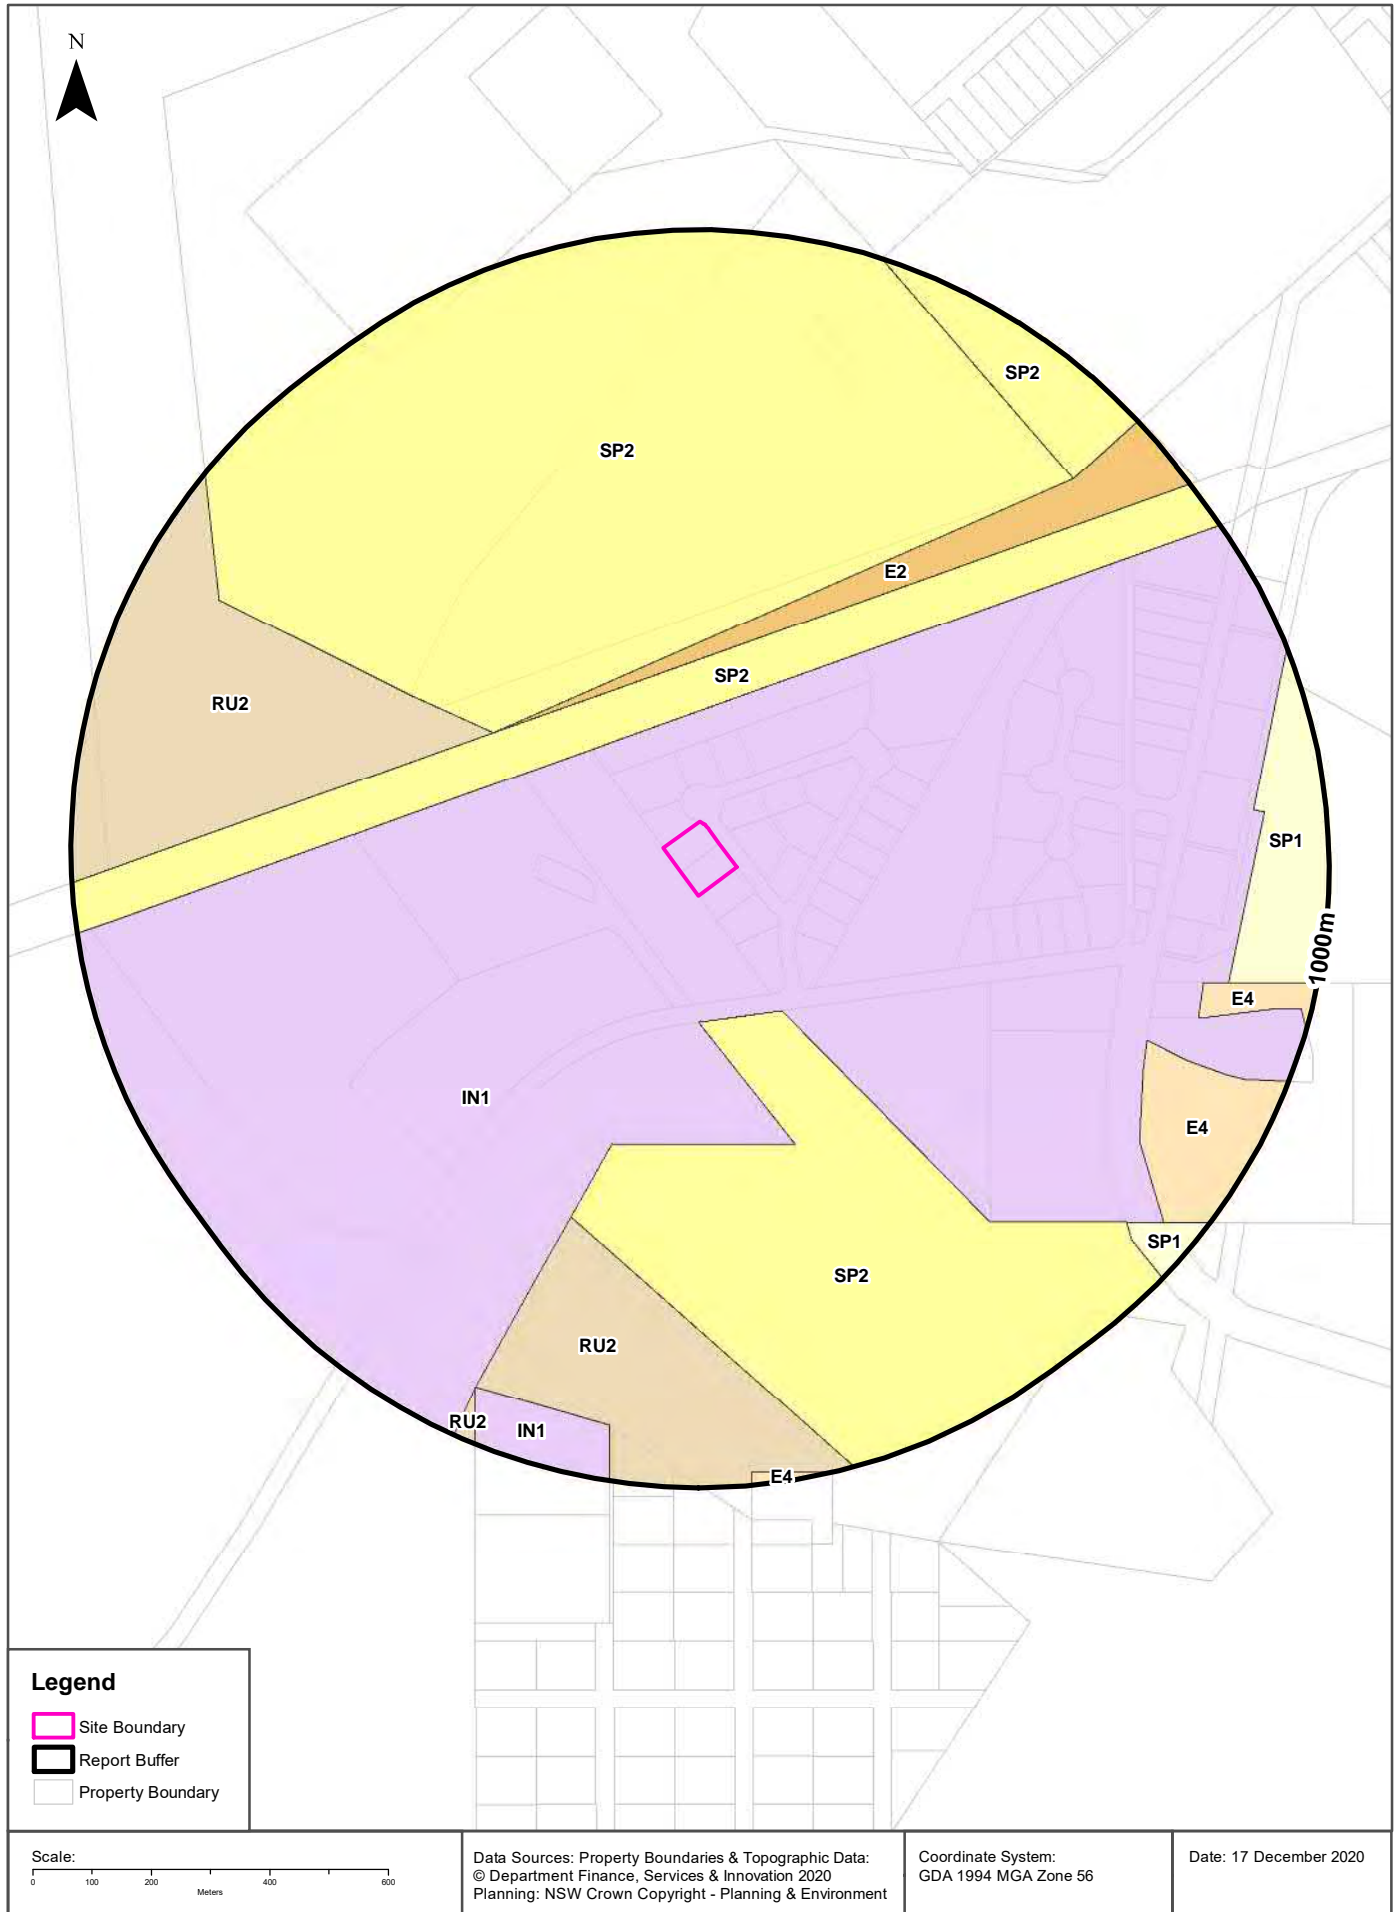 N
SP2
SP2
E2
SP2
RU2
SP1
1000m
E4
IN1
E4
SP1
SP2
RU2
RU2
IN1
E4
Legend
Site Boundary
Report Buffer
Property Boundary
Scale:
0 100 200 400 600
Meters
Data Sources: Property Boundaries & Topographic Data:
© Department Finance, Services & Innovation 2020
Planning: NSW Crown Copyright - Planning & Environment
Coordinate System:
GDA 1994 MGA Zone 56
Date: 17 December 2020